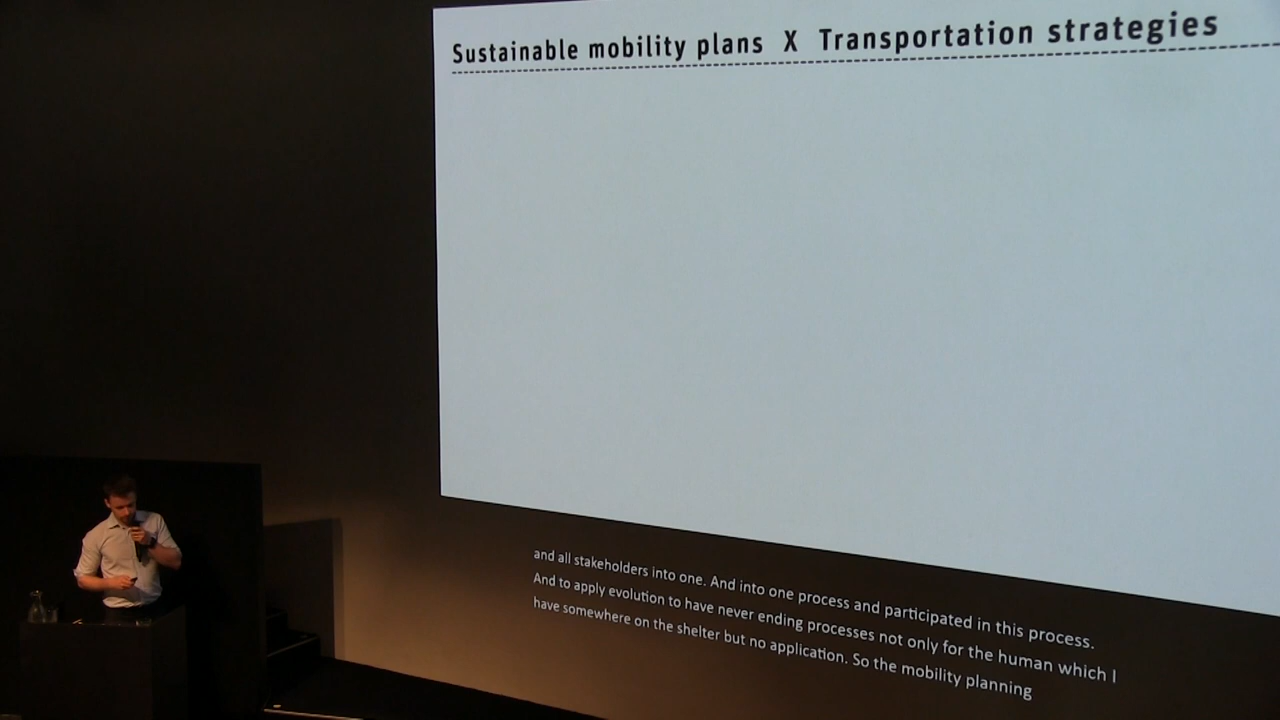 Sustainable mobility plans X Transportation strategies
and all stakeholders into one. And into one process and participated in this process.
And to apply evolution to have never ending processes not only for the human which I
have somewhere on the shelter but no application. So the mobility planning